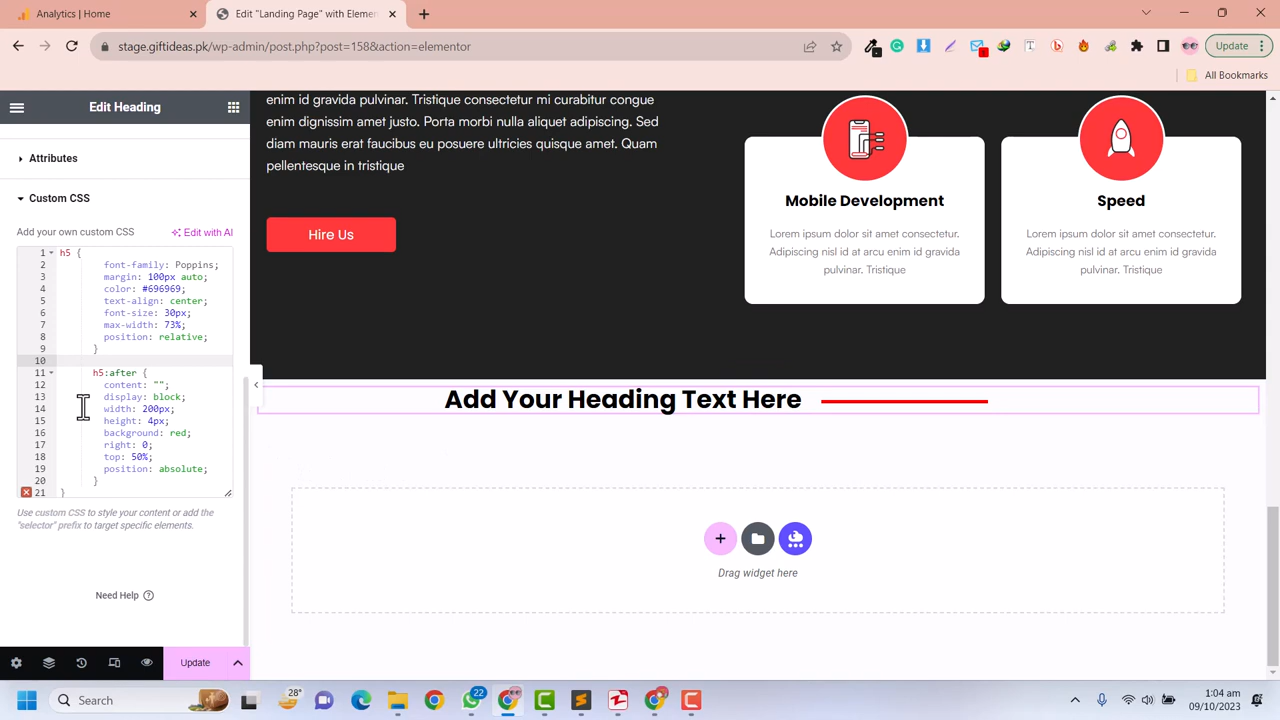 Analytics | Home
Edit "Landing Page" with Elemen
stage.giftideas.pk/wp-admin/post.php?post=158&action=elementor
Update
All Bookmarks
Edit Heading
Attributes
Custom CSS
Add your own custom CSS
Edit with AI
1 h5 {
2 font-family: Poppins;
3 margin: 100px auto;
4 color: #696969;
5 text-align: center;
6 font-size: 30px;
7 max-width: 73%;
8 position: relative;
9 }
10
11 h5:after {
12 content: "";
13 display: block;
14 width: 200px;
15 height: 4px;
16 background: red;
17 right: 0;
18 top: 50%;
19 position: absolute;
20 }
21 }
Use custom CSS to style your content or add the
"selector" prefix to target specific elements.
Need Help
Update
enim id gravida pulvinar. Tristique consectetur mi curabitur congue
enim dignissim amet justo. Porta morbi nulla aliquet adipiscing. Sed
diam mauris erat faucibus eu posuere ultricies quisque amet. Quam
pellentesque in tristique
Hire Us
Mobile Development
Lorem ipsum dolor sit amet consectetur.
Adipiscing nisl id at arcu enim id gravida
pulvinar. Tristique
Speed
Lorem ipsum dolor sit amet consectetur.
Adipiscing nisl id at arcu enim id gravida
pulvinar. Tristique
Add Your Heading Text Here
Drag widget here
Search
22
28°
1:04 am
09/10/2023